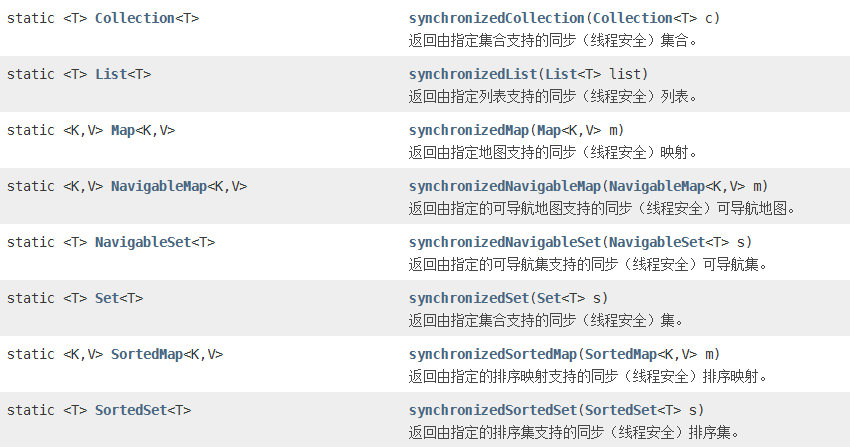 static <T> Collection<T> synchronizedCollection(Collection<T> c)
返回由指定集合支持的同步（线程安全）集合。
static <T> List<T> synchronizedList(List<T> list)
返回由指定列表支持的同步（线程安全）列表。
static <K,V> Map<K,V> synchronizedMap(Map<K,V> m)
返回由指定地图支持的同步（线程安全）映射。
static <K,V> NavigableMap<K,V> synchronizedNavigableMap(NavigableMap<K,V> m)
返回由指定的可导航地图支持的同步（线程安全）可导航地图。
static <T> NavigableSet<T> synchronizedNavigableSet(NavigableSet<T> s)
返回由指定的可导航集支持的同步（线程安全）可导航集。
static <T> Set<T> synchronizedSet(Set<T> s)
返回由指定集合支持的同步（线程安全）集。
static <K,V> SortedMap<K,V> synchronizedSortedMap(SortedMap<K,V> m)
返回由指定的排序映射支持的同步（线程安全）排序映射。
static <T> SortedSet<T> synchronizedSortedSet(SortedSet<T> s)
返回由指定的排序集支持的同步（线程安全）排序集。